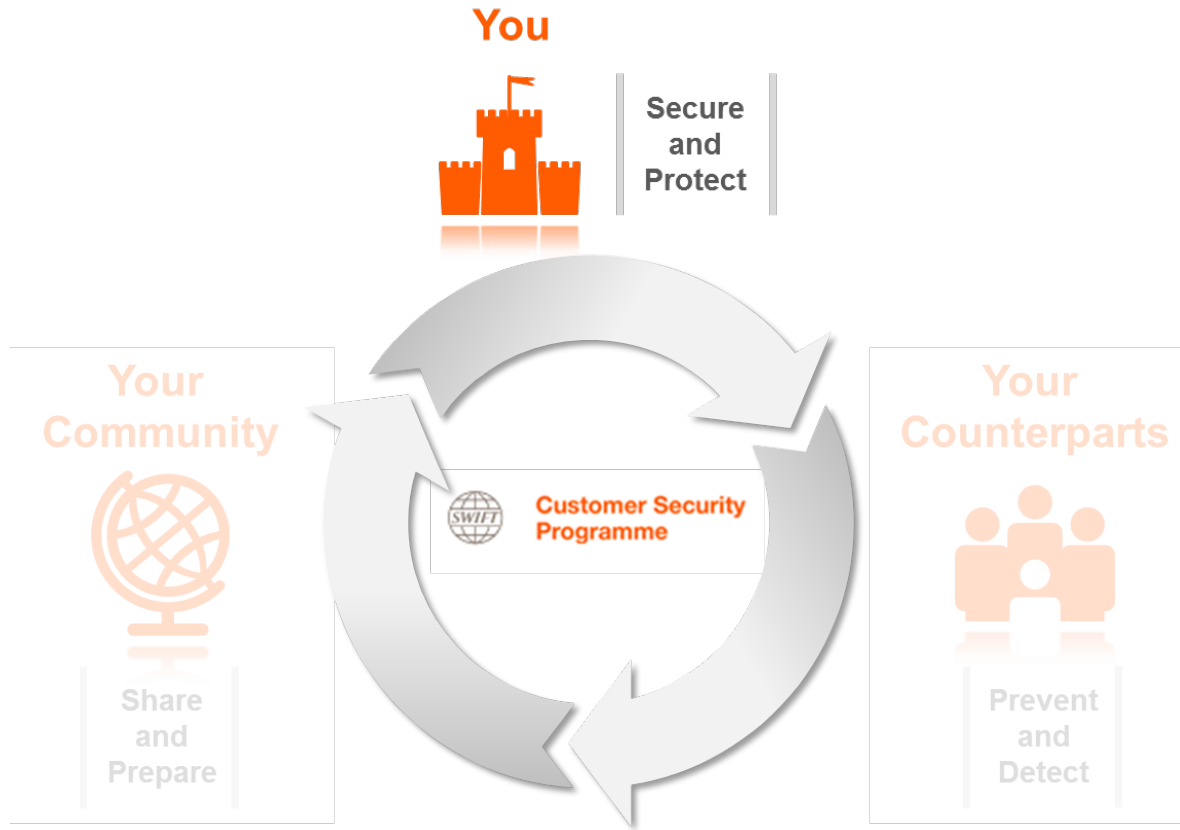 You
Secure
and
Protect
Your
Community
Your
Counterparts
SWIFT
Customer Security
Programme
Share
and
Prepare
Prevent
and
Detect